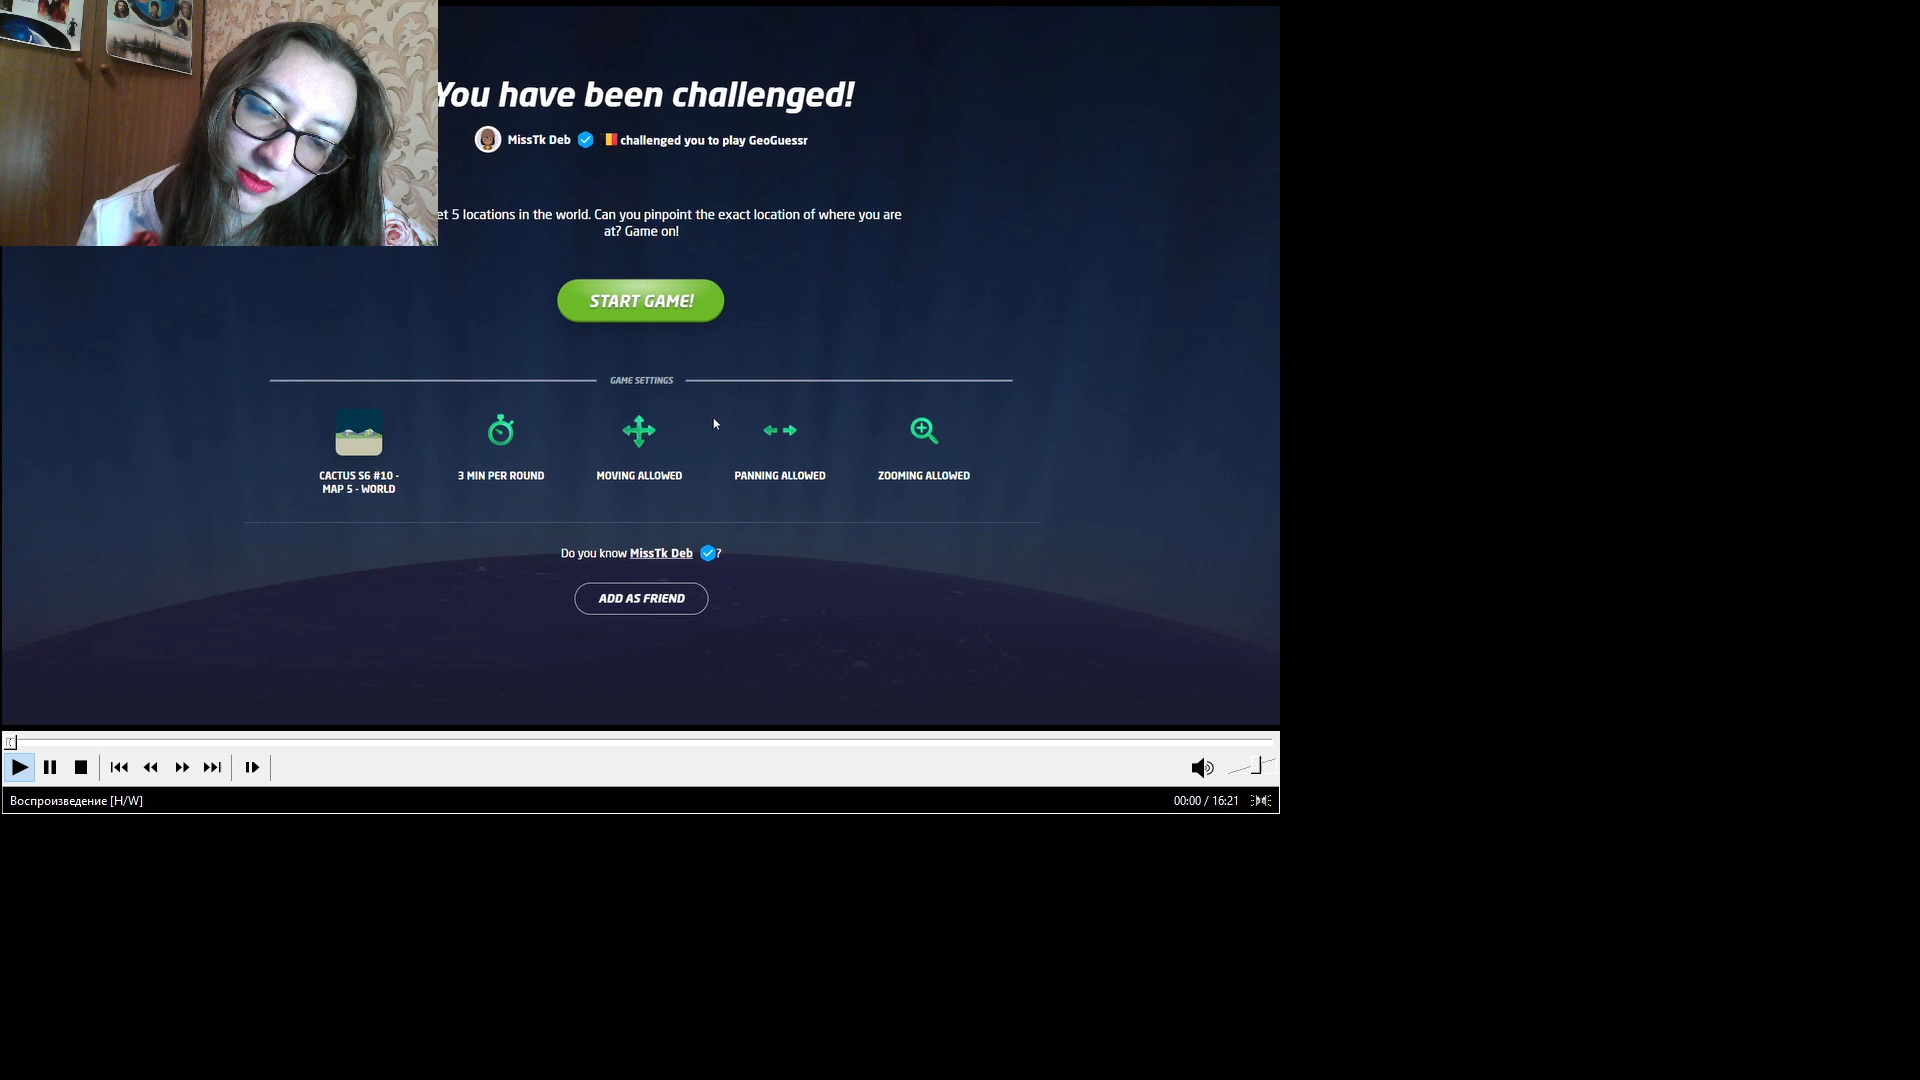 You have been challenged!
MissTk Deb challenged you to play GeoGuessr
5 locations in the world. Can you pinpoint the exact location of where you are
at? Game on!
START GAME!
GAME SETTINGS
CACTUS S6 #10 -
MAP 5 - WORLD
3 MIN PER ROUND
MOVING ALLOWED
PANNING ALLOWED
ZOOMING ALLOWED
Do you know MissTk Deb ?
ADD AS FRIEND
Воспроизведение [H/W]
00:00 / 16:21